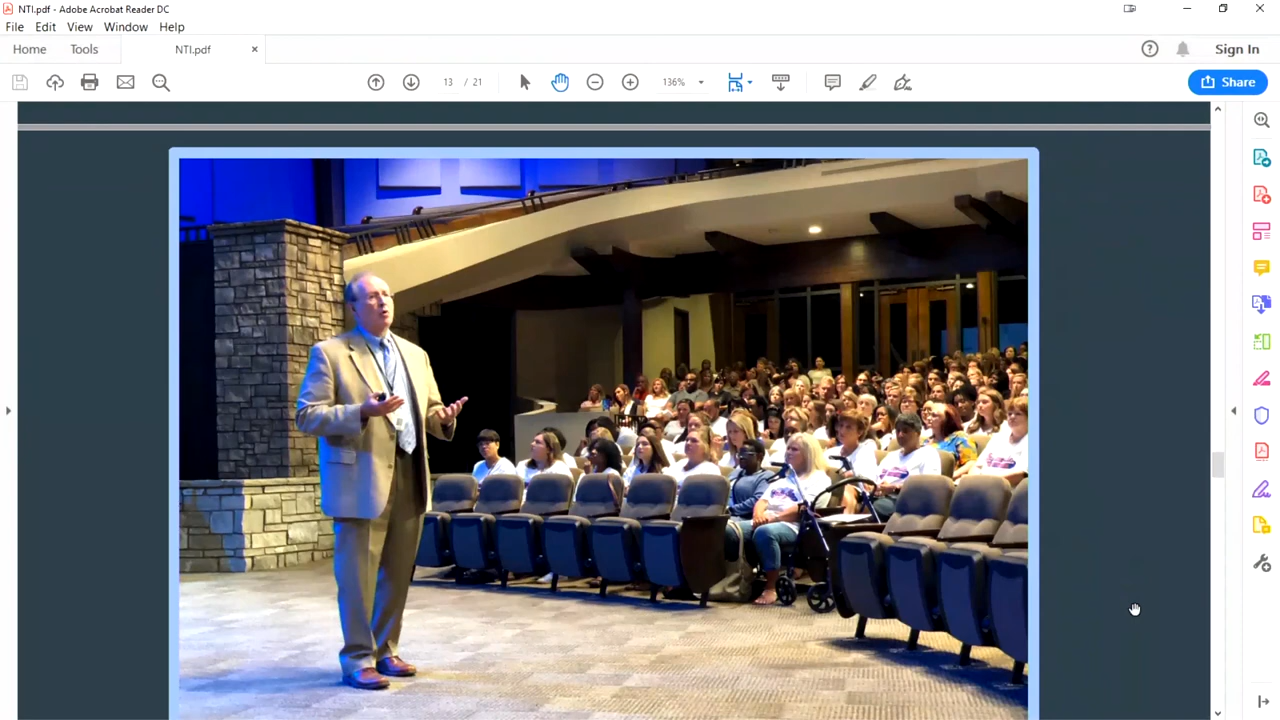 NTI.pdf - Adobe Acrobat Reader DC
File Edit View Window Help
Home Tools NTI.pdf Sign In
13 / 21 136% Share